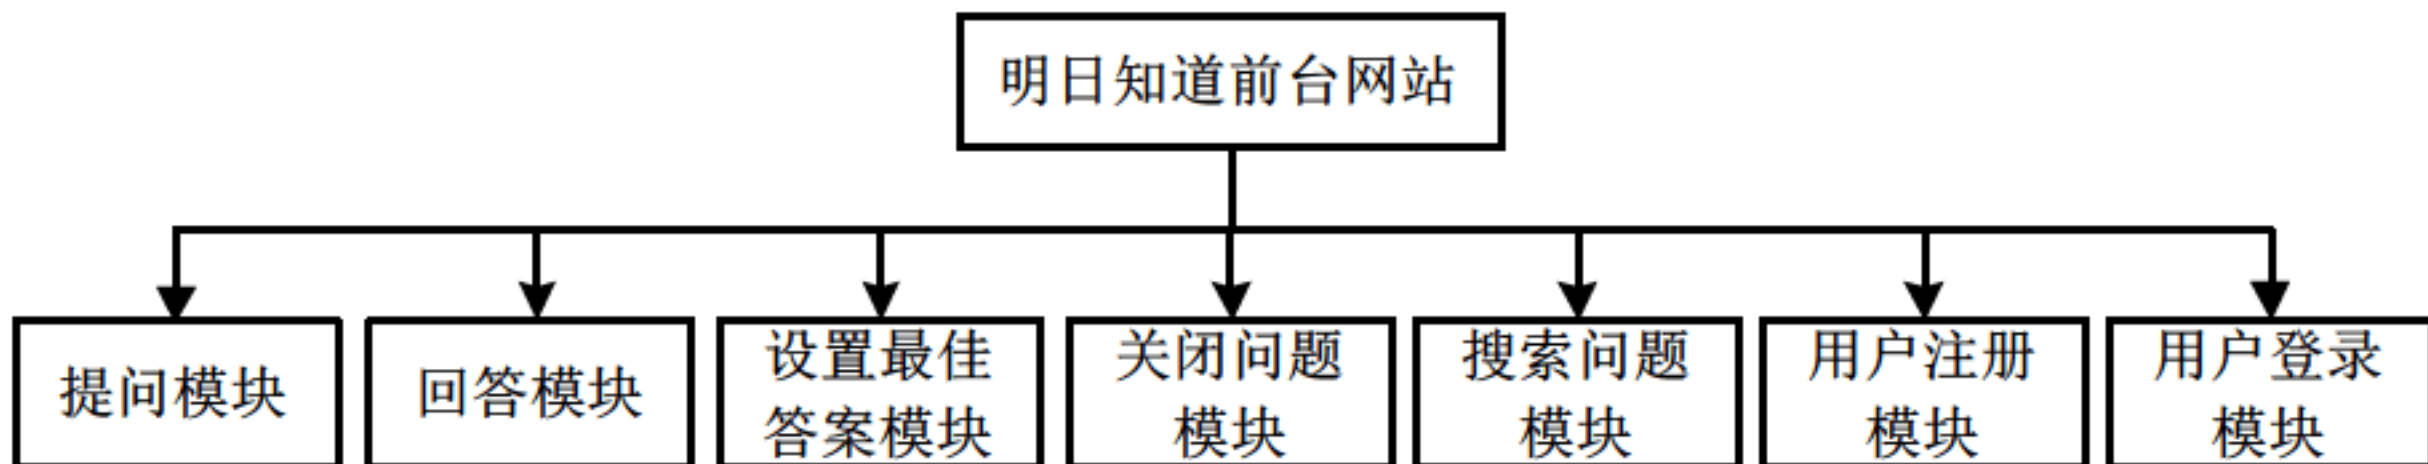 明日知道前台网站
提问模块
回答模块
设置最佳
答案模块
关闭问题
模块
搜索问题
模块
用户注册
模块
用户登录
模块